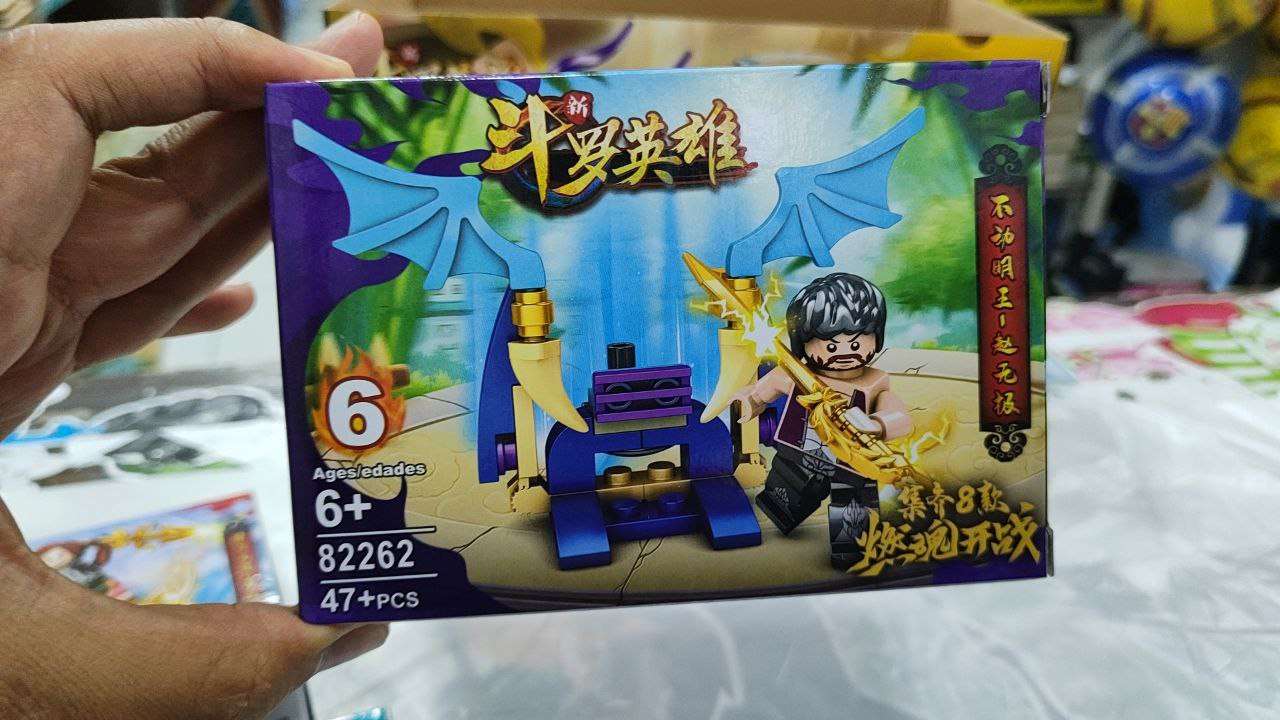 新
斗罗英雄
不动明王-赵无极
6
Ages/edades
6+
82262
47+PCS
集齐8款
燃魂开战